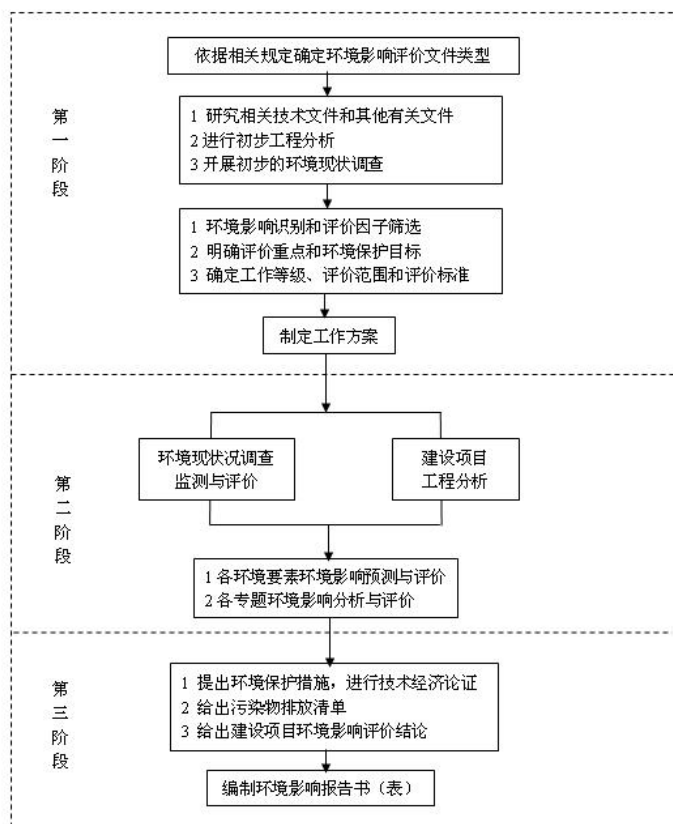 依据相关规定确定环境影响评价文件类型
第一阶段
1 研究相关技术文件和其他有关文件
2 进行初步工程分析
3 开展初步的环境现状调查
1 环境影响识别和评价因子筛选
2 明确评价重点和环境保护目标
3 确定工作等级、评价范围和评价标准
制定工作方案
第二阶段
环境现状况调查
监测与评价
建设项目
工程分析
1 各环境要素环境影响预测与评价
2 各专题环境影响分析与评价
第三阶段
1 提出环境保护措施，进行技术经济论证
2 给出污染物排放清单
3 给出建设项目环境影响评价结论
编制环境影响报告书（表）